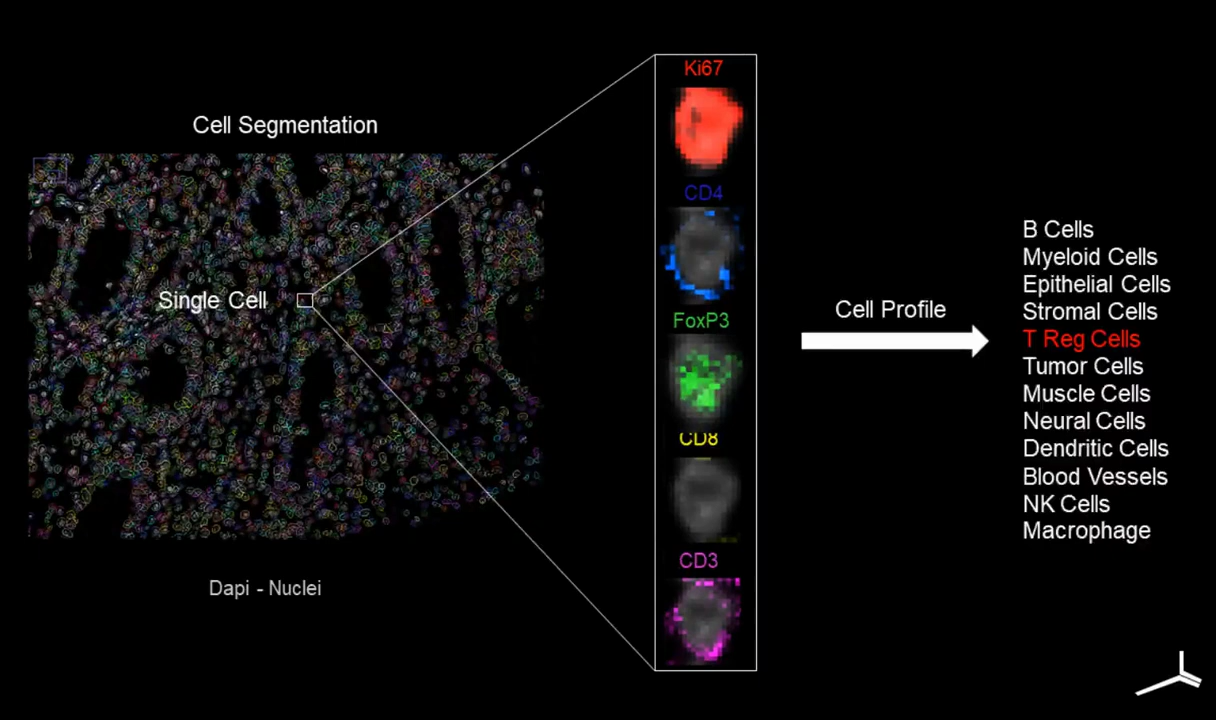 Cell Segmentation
Single Cell
Dapi - Nuclei
Ki67
CD4
FoxP3
CD8
CD3
Cell Profile
B Cells
Myeloid Cells
Epithelial Cells
Stromal Cells
T Reg Cells
Tumor Cells
Muscle Cells
Neural Cells
Dendritic Cells
Blood Vessels
NK Cells
Macrophage